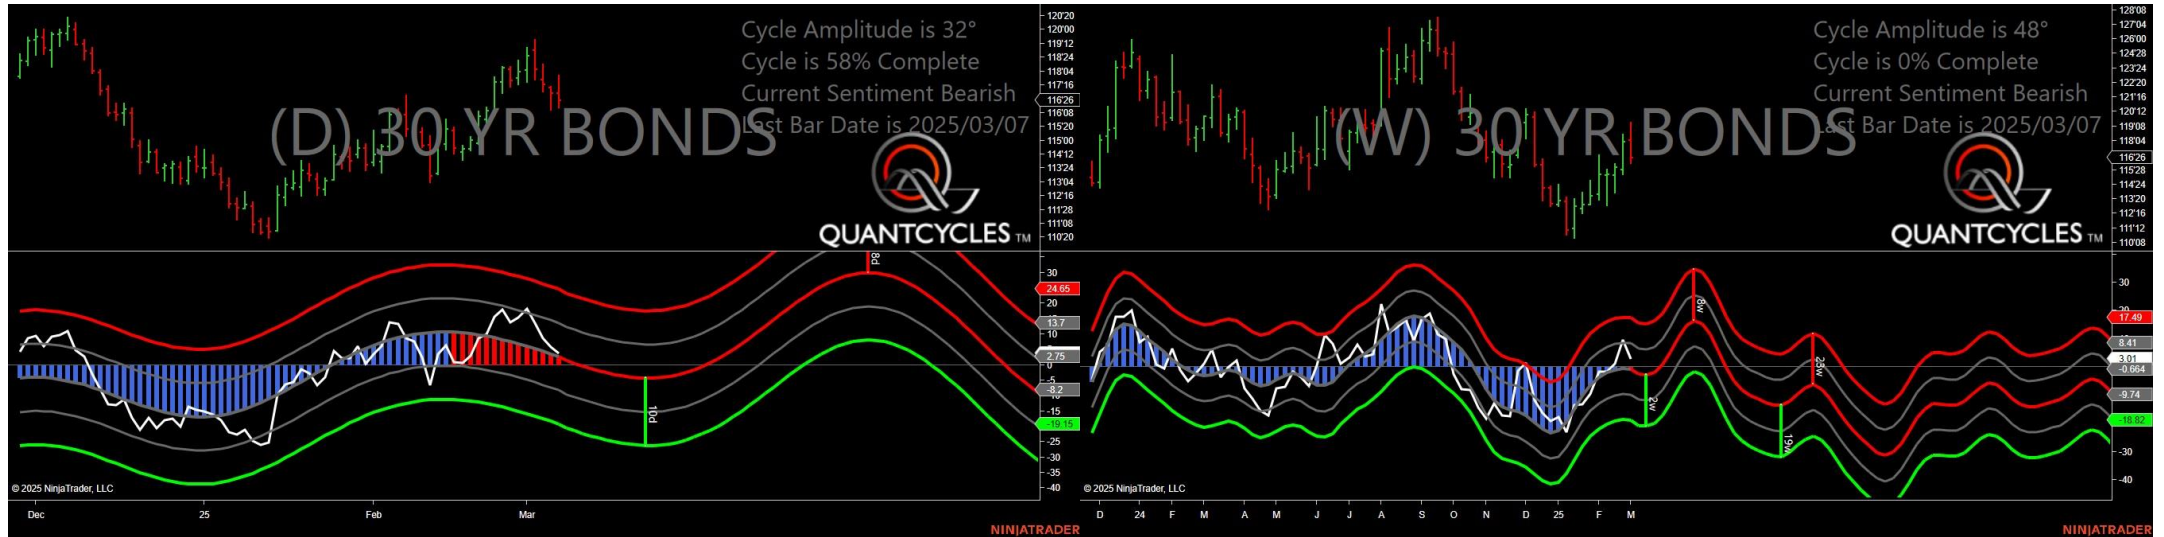 Cycle Amplitude is 32°
Cycle is 58% Complete
Current Sentiment Bearish
Last Bar Date is 2025/03/07
(D) 30 YR BONDS
QUANTCYCLES TM
120'20
120'00
119'12
118'24
118'04
117'16
116'26
116'08
115'20
115'00
114'12
113'24
113'04
112'16
111'28
111'08
110'20
8d
10d
30
24.65
20
13.7
10
2.75
0
-5
-8.2
-15
-19.15
-25
-30
-35
-40
© 2025 NinjaTrader, LLC
Dec
25
Feb
Mar
NINJATRADER
Cycle Amplitude is 48°
Cycle is 0% Complete
Current Sentiment Bearish
Last Bar Date is 2025/03/07
(W) 30 YR BONDS
QUANTCYCLES TM
128'08
127'04
126'00
124'28
123'24
122'20
121'16
120'12
119'08
118'04
116'26
115'28
114'24
113'20
112'16
111'12
110'08
8w
2w
19w
30
17.49
8.41
3.01
-0.664
-9.74
-18.82
-30
-40
© 2025 NinjaTrader, LLC
D
24
F
M
A
M
J
J
A
S
O
N
D
25
F
M
NINJATRADER